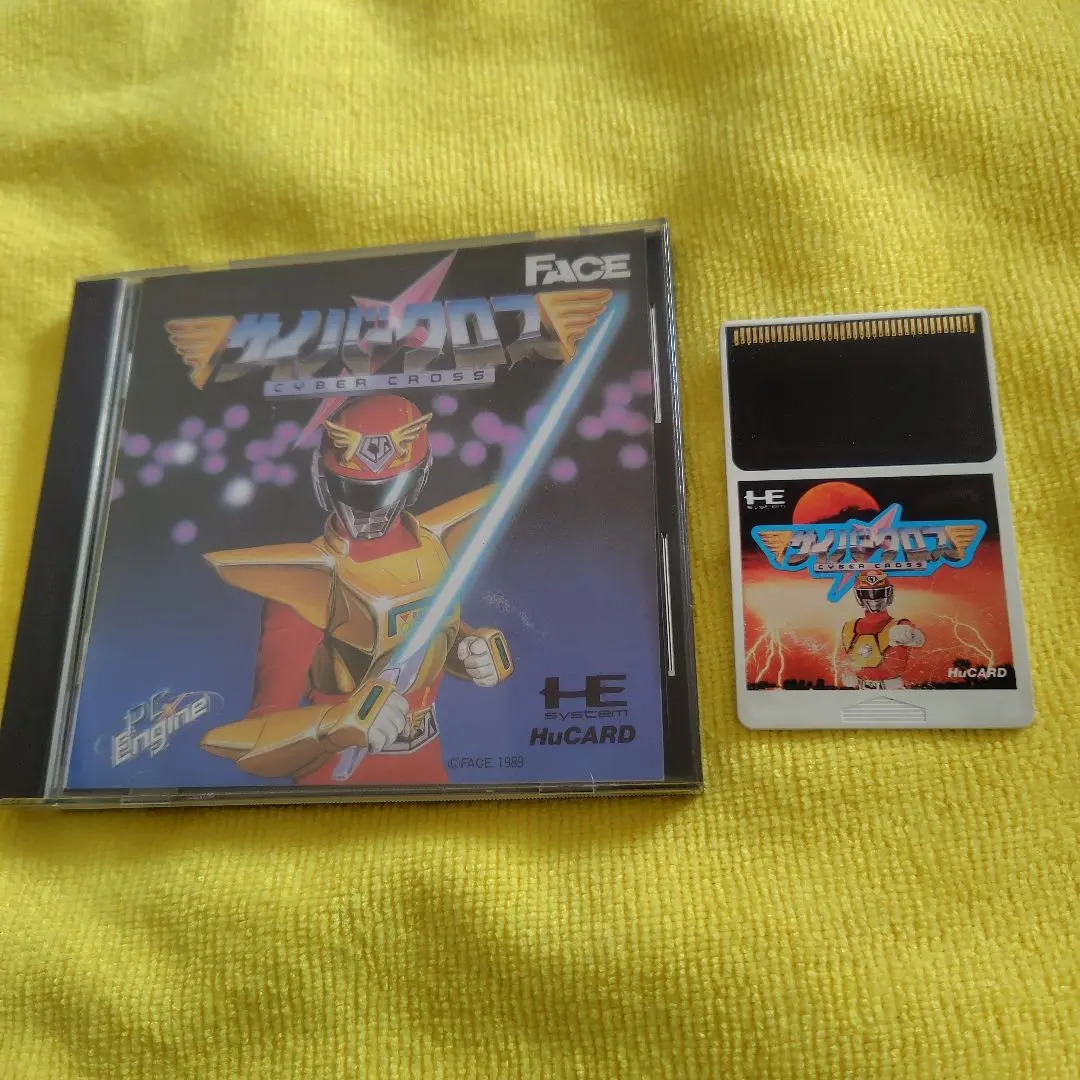 FACE
サイバークロス
CYBER CROSS
PC Engine
HE
system
HuCARD
©FACE 1989
HE
system
サイバークロス
CYBER CROSS
HuCARD